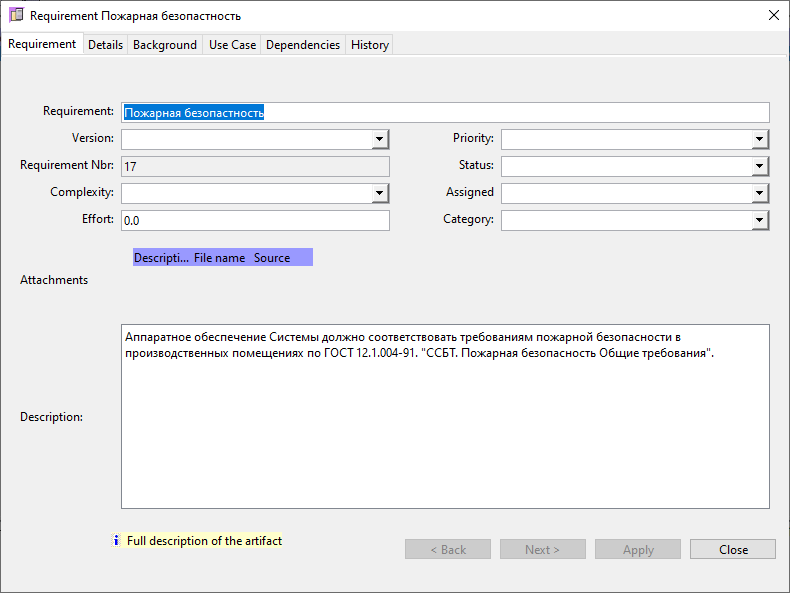 Requirement Пожарная безопастность
Requirement Details Background Use Case Dependencies History
Requirement: Пожарная безопастность
Version: Priority:
Requirement Nbr: 17 Status:
Complexity: Assigned
Effort: 0.0 Category:
Descripti... File name Source
Attachments
Аппаратное обеспечение Системы должно соответствовать требованиям пожарной безопасности в
производственных помещениях по ГОСТ 12.1.004-91. "ССБТ. Пожарная безопасность Общие требования".
Description:
Full description of the artifact
< Back Next > Apply Close